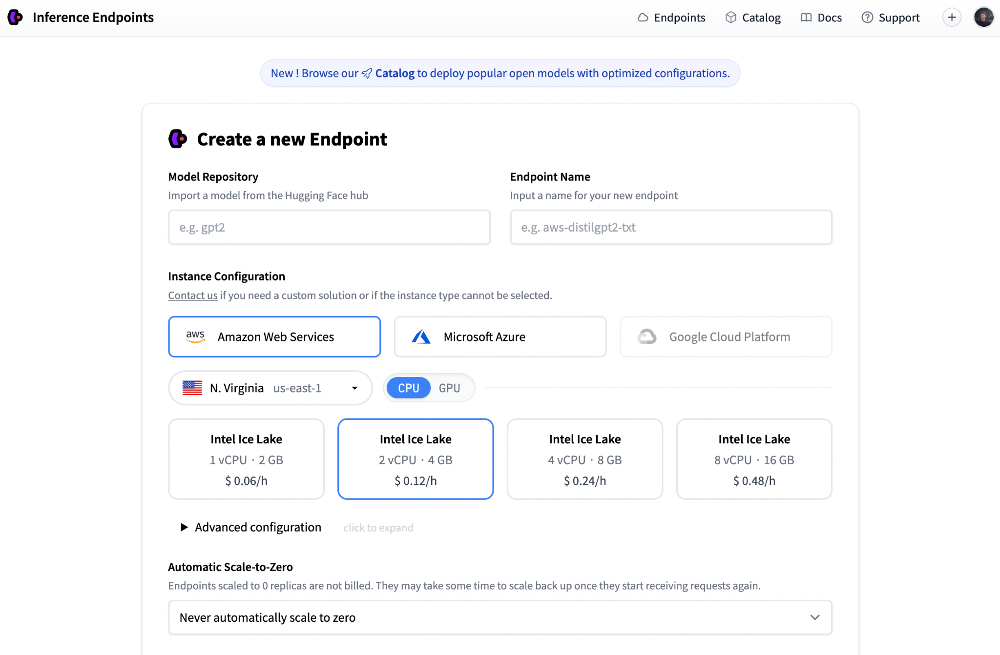 Inference Endpoints
Endpoints
Catalog
Docs
Support
New ! Browse our Catalog to deploy popular open models with optimized configurations.
Create a new Endpoint
Model Repository
Import a model from the Hugging Face hub
e.g. gpt2
Endpoint Name
Input a name for your new endpoint
e.g. aws-distilgpt2-txt
Instance Configuration
Contact us if you need a custom solution or if the instance type cannot be selected.
aws Amazon Web Services
Microsoft Azure
Google Cloud Platform
N. Virginia us-east-1
CPU GPU
Intel Ice Lake
1 vCPU · 2 GB
$ 0.06/h
Intel Ice Lake
2 vCPU · 4 GB
$ 0.12/h
Intel Ice Lake
4 vCPU · 8 GB
$ 0.24/h
Intel Ice Lake
8 vCPU · 16 GB
$ 0.48/h
Advanced configuration click to expand
Automatic Scale-to-Zero
Endpoints scaled to 0 replicas are not billed. They may take some time to scale back up once they start receiving requests again.
Never automatically scale to zero